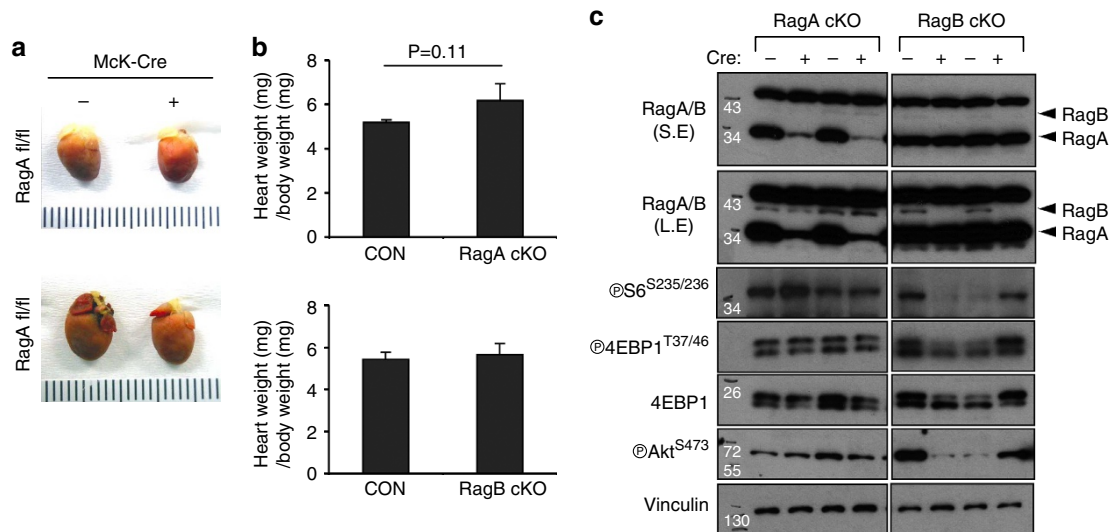 a
McK-Cre
– +
RagA fl/fl
RagA fl/fl
b
P=0.11
Heart weight (mg)
/body weight (mg)
8
6
4
2
0
CON RagA cKO
Heart weight (mg)
/body weight (mg)
8
6
4
2
0
CON RagB cKO
c
RagA cKO RagB cKO
Cre: – + – + – + – +
RagA/B
(S.E)
43
34
RagB
RagA
RagA/B
(L.E)
43
34
RagB
RagA
ⓅS6S235/236
34
Ⓟ4EBP1T37/46
4EBP1
26
ⓅAktS473
72
55
Vinculin
130